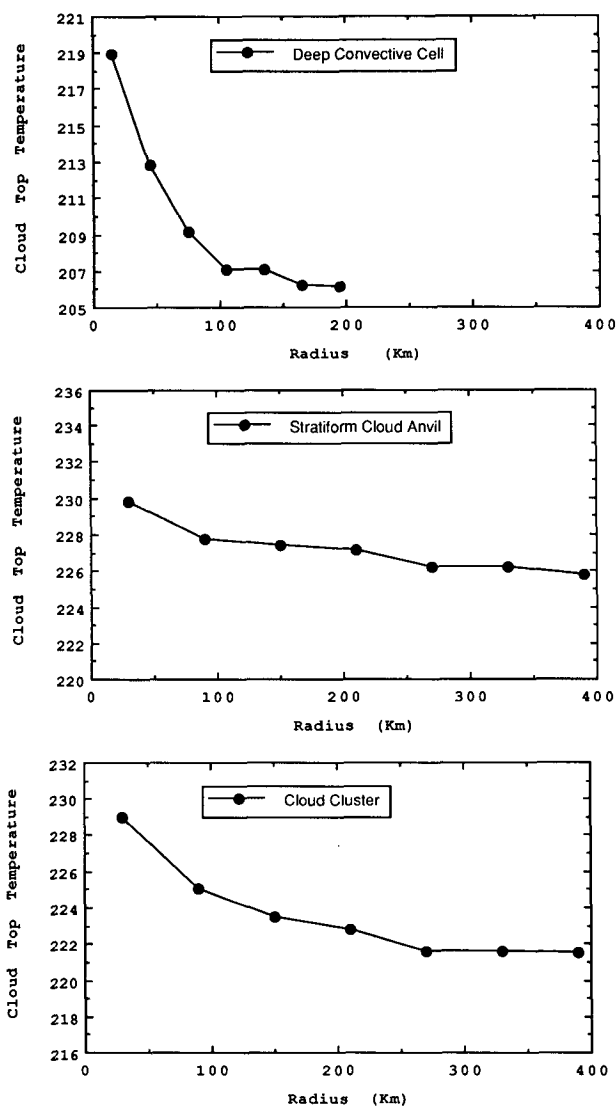 221
219
217
215
213
211
209
207
205
Cloud Top Temperature
Deep Convective Cell
0 100 200 300 400
Radius (Km)
236
234
232
230
228
226
224
222
220
Cloud Top Temperature
Stratiform Cloud Anvil
0 100 200 300 400
Radius (Km)
232
230
229
226
225
223
222
220
218
216
Cloud Top Temperature
Cloud Cluster
0 100 200 300 400
Radius (Km)